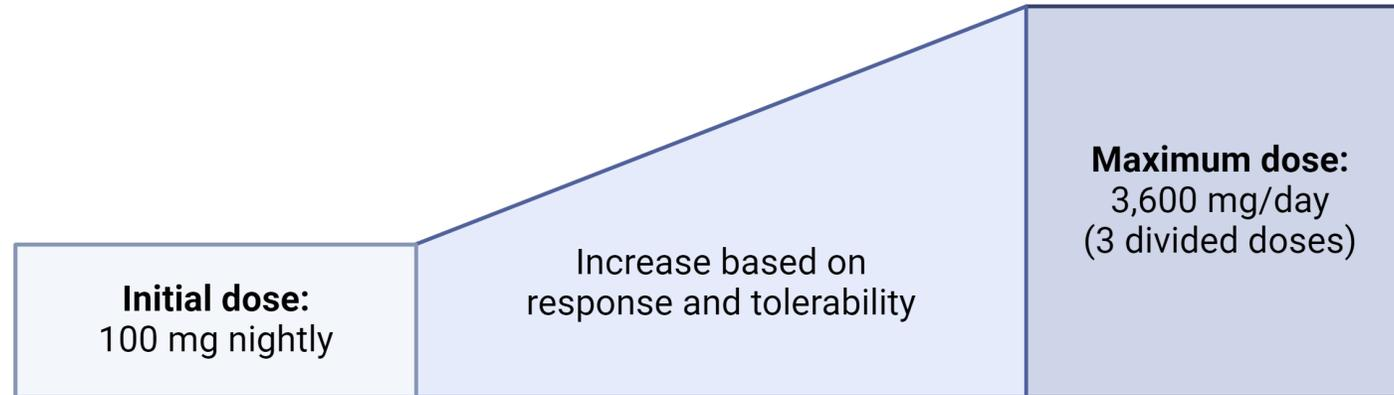 Initial dose:
100 mg nightly
Increase based on
response and tolerability
Maximum dose:
3,600 mg/day
(3 divided doses)